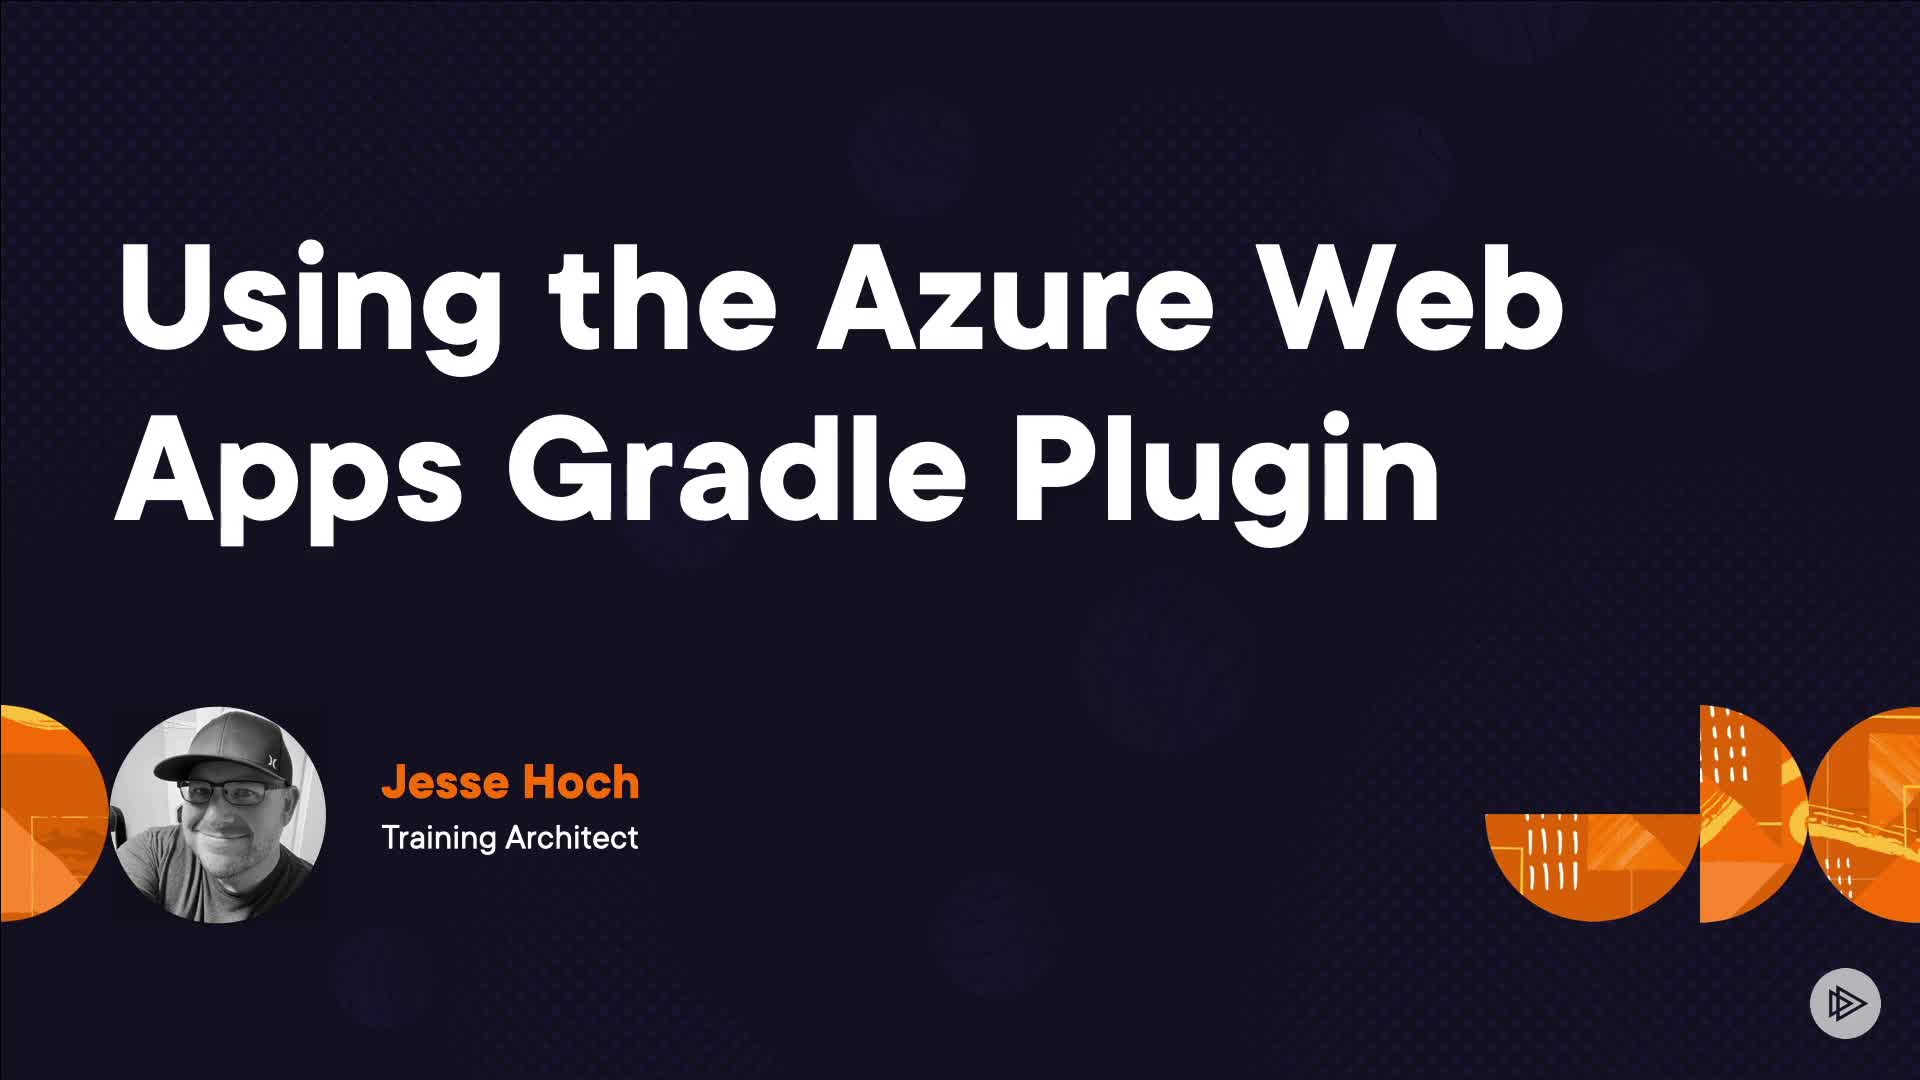 Using the Azure Web
Apps Gradle Plugin
Jesse Hoch
Training Architect